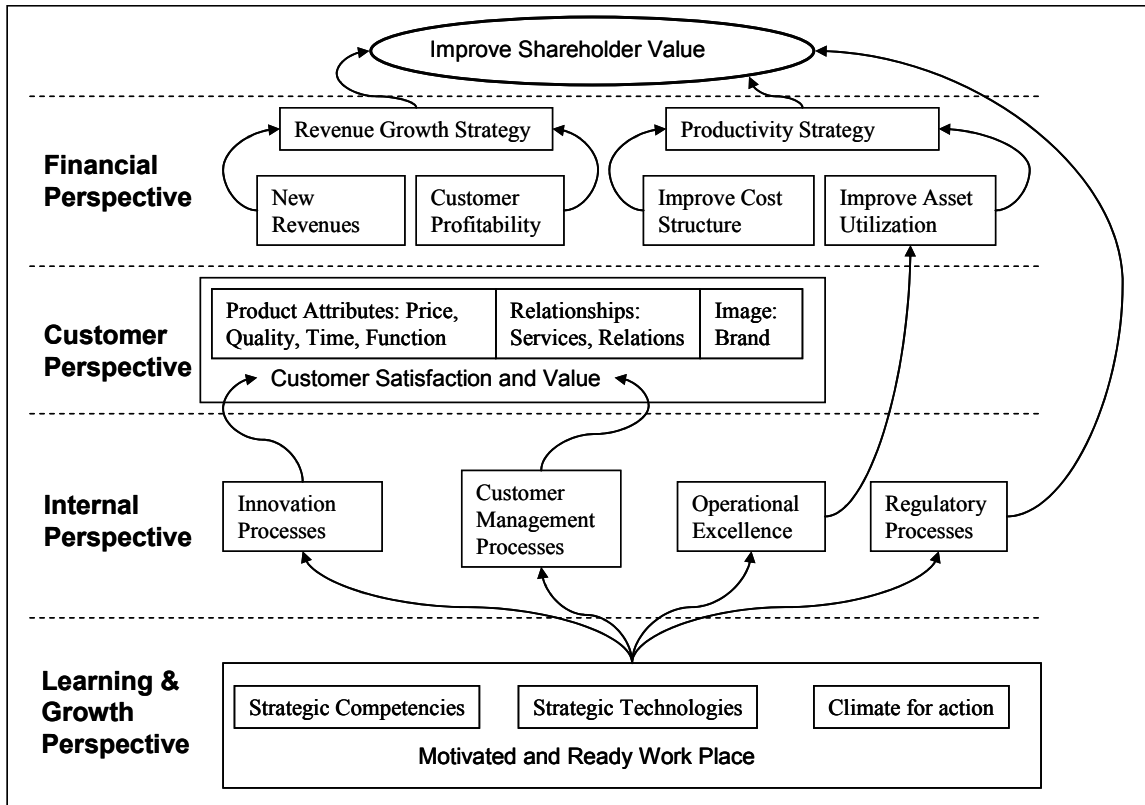 Improve Shareholder Value
Financial
Perspective
Revenue Growth Strategy
Productivity Strategy
New
Revenues
Customer
Profitability
Improve Cost
Structure
Improve Asset
Utilization
Customer
Perspective
Product Attributes: Price,
Quality, Time, Function
Relationships:
Services, Relations
Image:
Brand
Customer Satisfaction and Value
Internal
Perspective
Innovation
Processes
Customer
Management
Processes
Operational
Excellence
Regulatory
Processes
Learning &
Growth
Perspective
Strategic Competencies
Strategic Technologies
Climate for action
Motivated and Ready Work Place